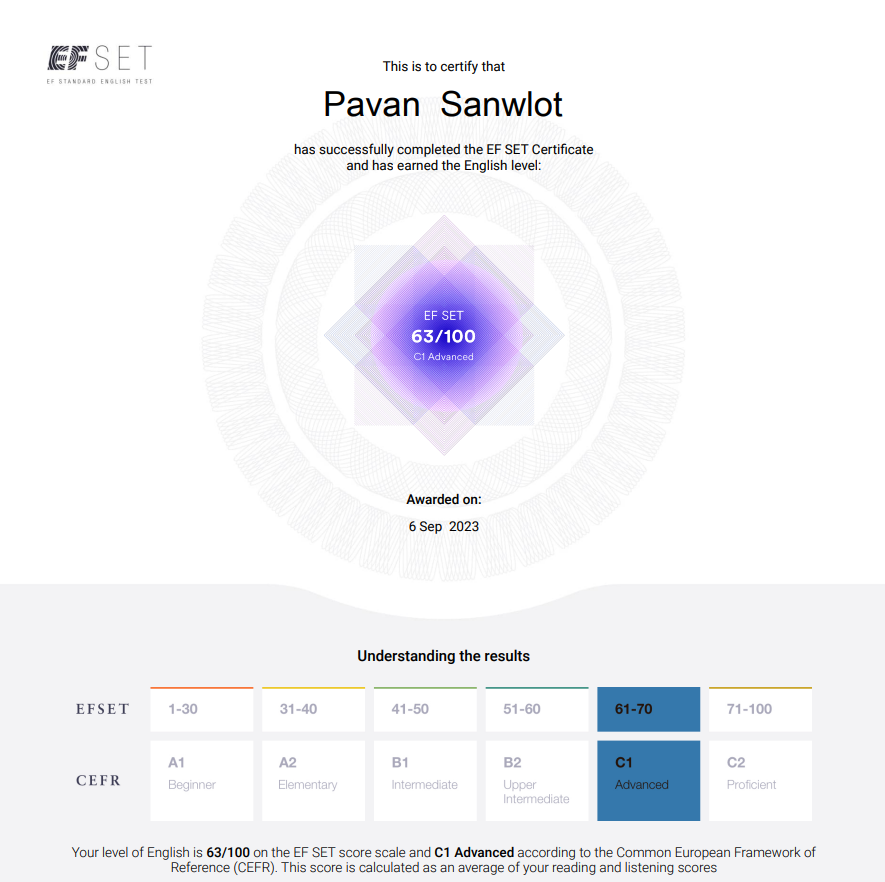 EF SET
EF STANDARD ENGLISH TEST
This is to certify that
Pavan Sanwlot
has successfully completed the EF SET Certificate
and has earned the English level:
EF SET
63/100
C1 Advanced
Awarded on:
6 Sep 2023
Understanding the results
EFSET 1-30 31-40 41-50 51-60 61-70 71-100
CEFR
A1 A2 B1 B2 C1 C2
Beginner Elementary Intermediate Upper Advanced Proficient
Intermediate
Your level of English is 63/100 on the EF SET score scale and C1 Advanced according to the Common European Framework of
Reference (CEFR). This score is calculated as an average of your reading and listening scores